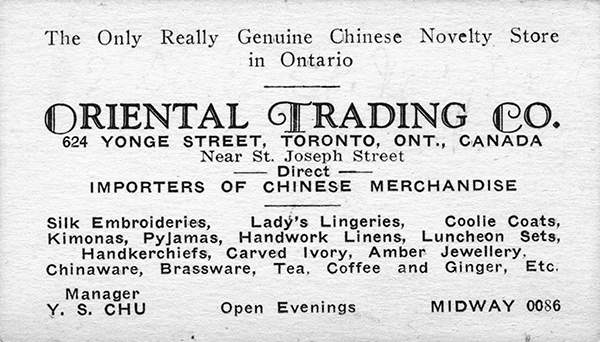 The Only Really Genuine Chinese Novelty Store
in Ontario
ORIENTAL TRADING CO.
624 YONGE STREET, TORONTO, ONT., CANADA
Near St. Joseph Street
Direct
IMPORTERS OF CHINESE MERCHANDISE
Silk Embroideries, Lady's Lingeries, Coolie Coats,
Kimonas, Pyjamas, Handwork Linens, Luncheon Sets,
Handkerchiefs, Carved Ivory, Amber Jewellery,
Chinaware, Brassware, Tea, Coffee and Ginger, Etc.
Manager
Y. S. CHU Open Evenings MIDWAY 0086